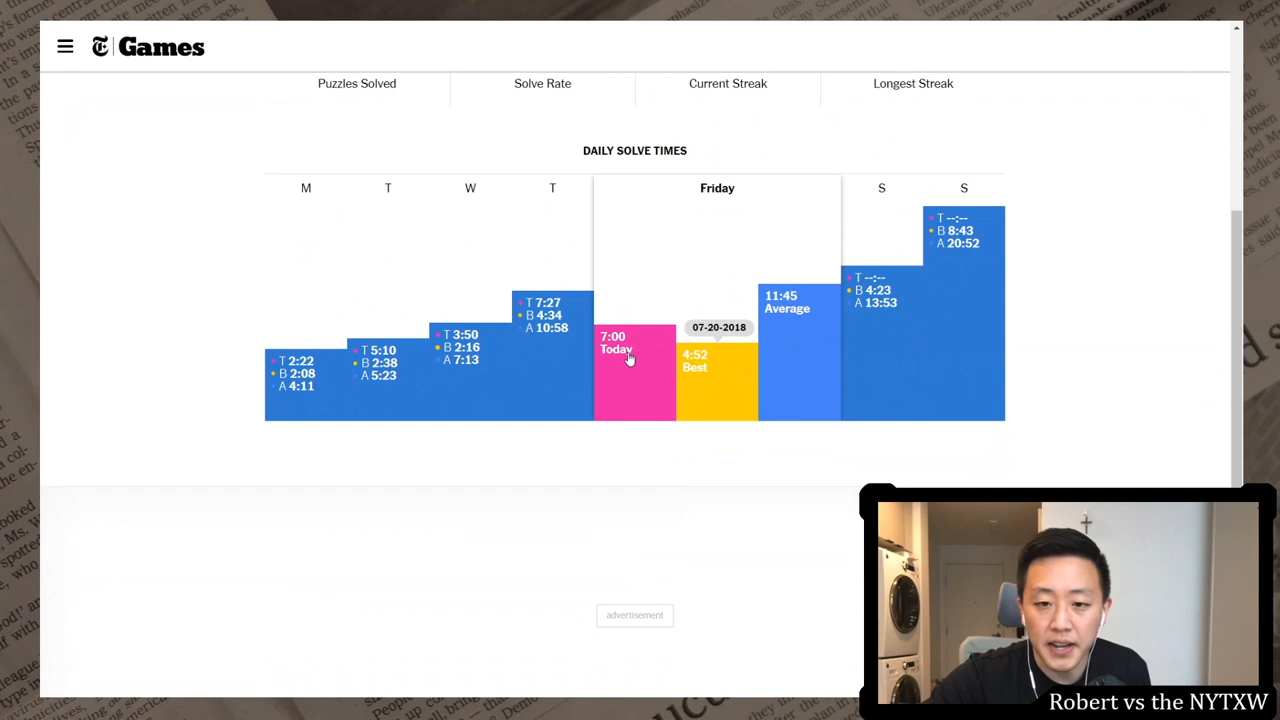 Games
Puzzles Solved
Solve Rate
Current Streak
Longest Streak
DAILY SOLVE TIMES
M
T
W
T
Friday
S
S
T 2:22
B 2:08
A 4:11
T 5:10
B 2:38
A 5:23
T 3:50
B 2:16
A 7:13
T 7:27
B 4:34
A 10:58
7:00
Today
07-20-2018
4:52
Best
11:45
Average
T --:--
B 4:23
A 13:53
T --:--
B 8:43
A 20:52
advertisement
Robert vs the NYTXW